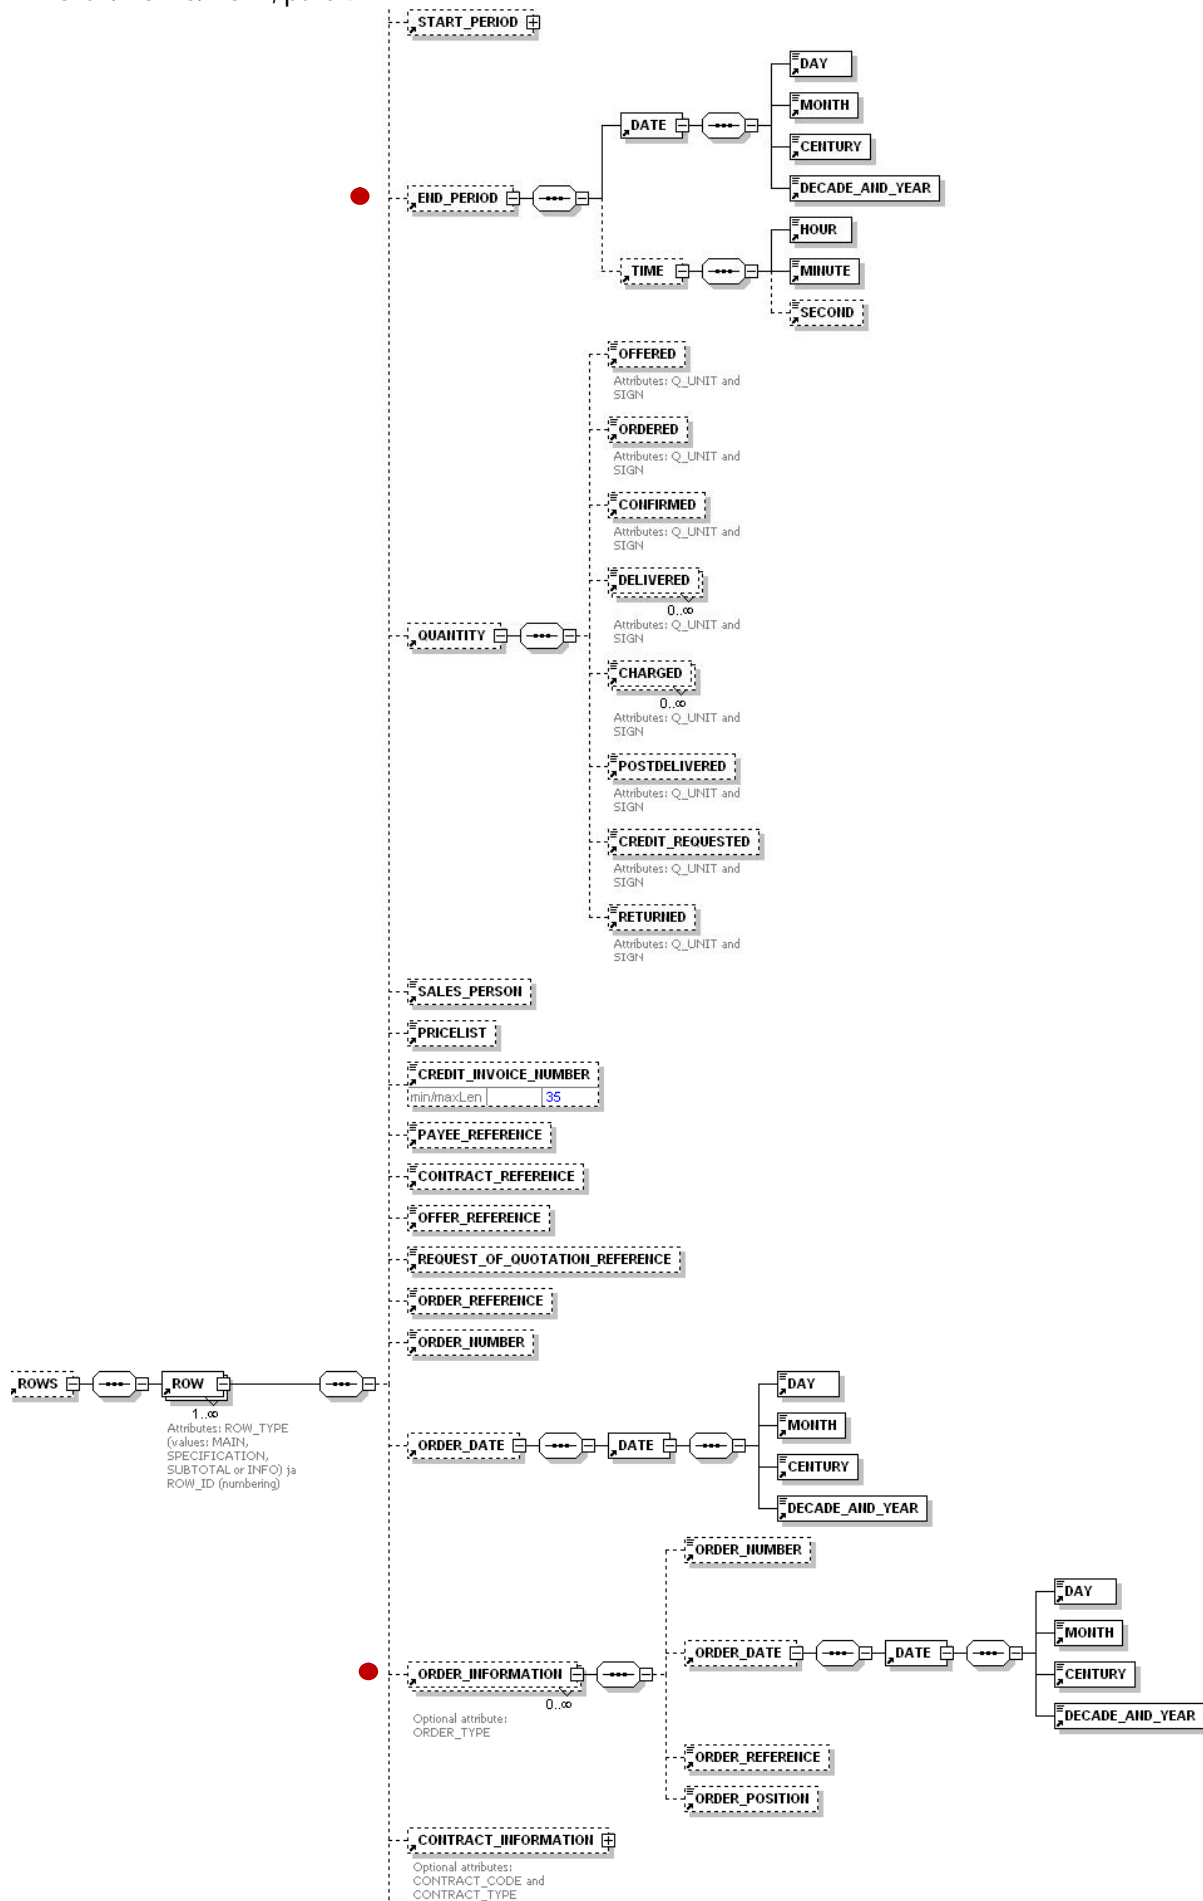 START_PERIOD
DAY
MONTH
DATE
CENTURY
DECADE_AND_YEAR
END_PERIOD
HOUR
MINUTE
TIME
SECOND
OFFERED
Attributes: Q_UNIT and
SIGN
ORDERED
Attributes: Q_UNIT and
SIGN
CONFIRMED
Attributes: Q_UNIT and
SIGN
DELIVERED
0..∞
Attributes: Q_UNIT and
SIGN
QUANTITY
CHARGED
0..∞
Attributes: Q_UNIT and
SIGN
POSTDELIVERED
Attributes: Q_UNIT and
SIGN
CREDIT_REQUESTED
Attributes: Q_UNIT and
SIGN
RETURNED
Attributes: Q_UNIT and
SIGN
SALES_PERSON
PRICELIST
CREDIT_INVOICE_NUMBER
min/maxLen 35
PAYEE_REFERENCE
CONTRACT_REFERENCE
OFFER_REFERENCE
REQUEST_OF_QUOTATION_REFERENCE
ORDER_REFERENCE
ORDER_NUMBER
ROWS
ROW
1..∞
Attributes: ROW_TYPE
(values: MAIN,
SPECIFICATION,
SUBTOTAL or INFO) ja
ROW_ID (numbering)
DAY
MONTH
ORDER_DATE
DATE
CENTURY
DECADE_AND_YEAR
ORDER_NUMBER
DAY
MONTH
ORDER_DATE
DATE
CENTURY
DECADE_AND_YEAR
ORDER_INFORMATION
0..∞
Optional attribute:
ORDER_TYPE
ORDER_REFERENCE
ORDER_POSITION
CONTRACT_INFORMATION
Optional attributes:
CONTRACT_CODE and
CONTRACT_TYPE